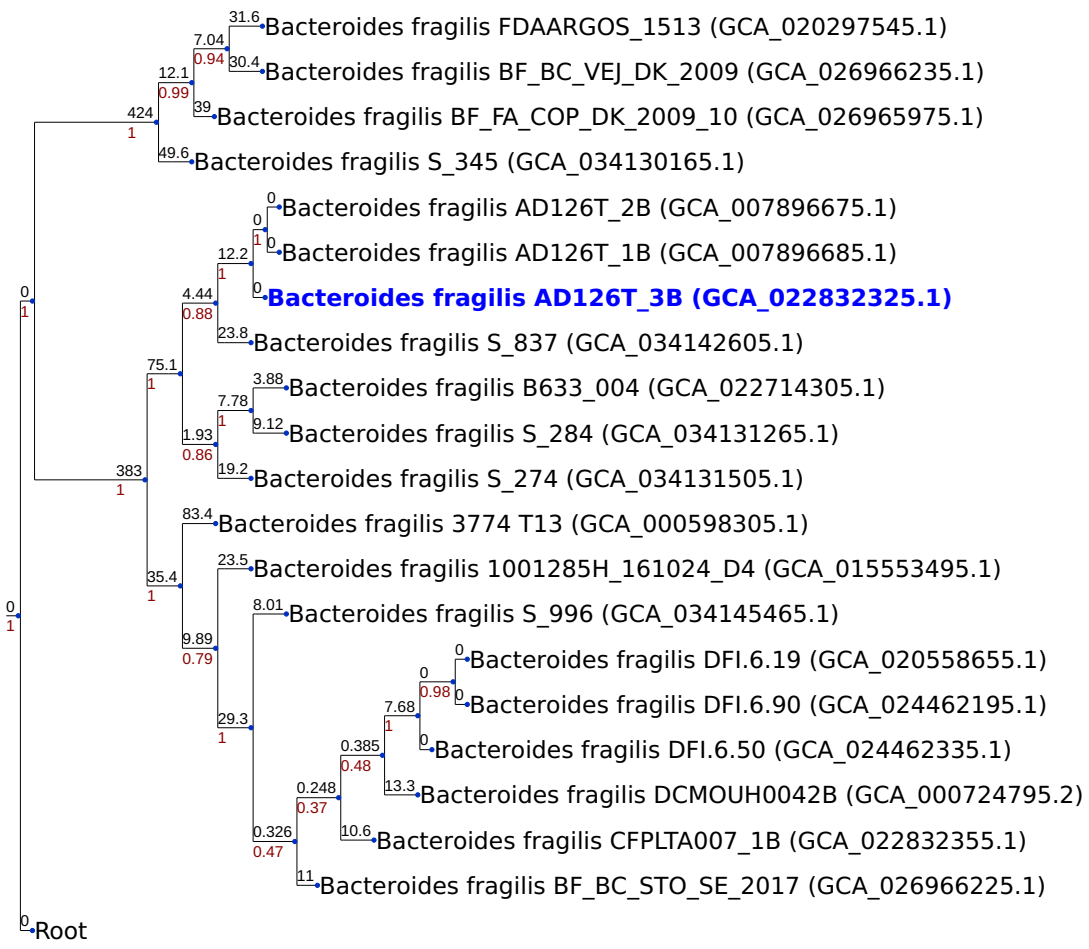 31.6
Bacteroides fragilis FDAARGOS_1513 (GCA_020297545.1)
7.04
0.94
30.4
Bacteroides fragilis BF_BC_VEJ_DK_2009 (GCA_026966235.1)
12.1
0.99
39
Bacteroides fragilis BF_FA_COP_DK_2009_10 (GCA_026965975.1)
424
1
49.6
Bacteroides fragilis S_345 (GCA_034130165.1)
0
Bacteroides fragilis AD126T_2B (GCA_007896675.1)
0
1
0
Bacteroides fragilis AD126T_1B (GCA_007896685.1)
12.2
1
0
Bacteroides fragilis AD126T_3B (GCA_022832325.1)
0
1
4.44
0.88
23.8
Bacteroides fragilis S_837 (GCA_034142605.1)
75.1
1
3.88
Bacteroides fragilis B633_004 (GCA_022714305.1)
7.78
1
9.12
Bacteroides fragilis S_284 (GCA_034131265.1)
1.93
0.86
19.2
Bacteroides fragilis S_274 (GCA_034131505.1)
383
1
83.4
Bacteroides fragilis 3774 T13 (GCA_000598305.1)
35.4
1
23.5
Bacteroides fragilis 1001285H_161024_D4 (GCA_015553495.1)
0
1
8.01
Bacteroides fragilis S_996 (GCA_034145465.1)
9.89
0.79
0
Bacteroides fragilis DFI.6.19 (GCA_020558655.1)
0
0.98
0
Bacteroides fragilis DFI.6.90 (GCA_024462195.1)
7.68
1
29.3
1
0
Bacteroides fragilis DFI.6.50 (GCA_024462335.1)
0.385
0.48
13.3
Bacteroides fragilis DCMOUH0042B (GCA_000724795.2)
0.248
0.37
10.6
Bacteroides fragilis CFPLTA007_1B (GCA_022832355.1)
0.326
0.47
11
Bacteroides fragilis BF_BC_STO_SE_2017 (GCA_026966225.1)
0
Root